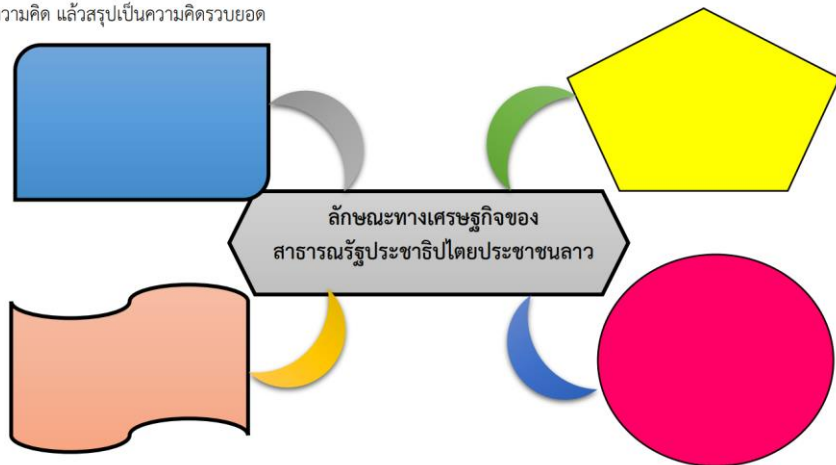 ความคิด แล้วสรุปเป็นความคิดรวบยอด
ลักษณะทางเศรษฐกิจของ
สาธารณรัฐประชาธิปไตยประชาชนลาว